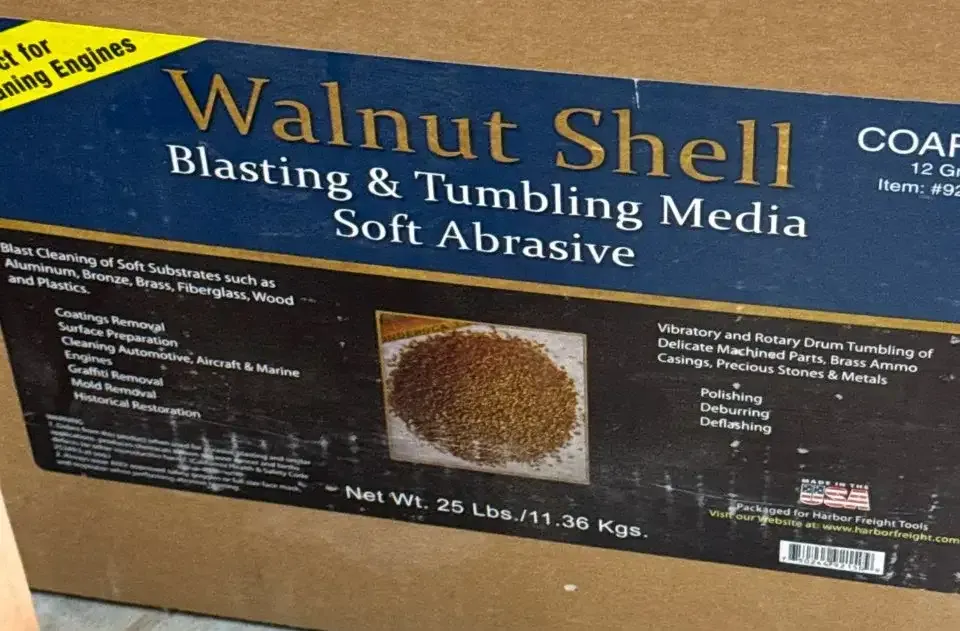 ct for
aning Engines
Walnut Shell
Blasting & Tumbling Media
Soft Abrasive
COAR
12 Gr
Item: #92
Blast Cleaning of Soft Substrates such as
Aluminum, Bronze, Brass, Fiberglass, Wood
and Plastics.
Coatings Removal
Surface Preparation
Cleaning Automotive, Aircraft & Marine
Engines
Graffiti Removal
Mold Removal
Historical Restoration
Vibratory and Rotary Drum Tumbling of
Delicate Machined Parts, Brass Ammo
Casings, Precious Stones & Metals
Polishing
Deburring
Deflashing
WARNING
Net Wt. 25 Lbs./11.36 Kgs.
MADE IN THE
USA
Packaged for Harbor Freight Tools
Visit our Website at: www.harborfreight.com